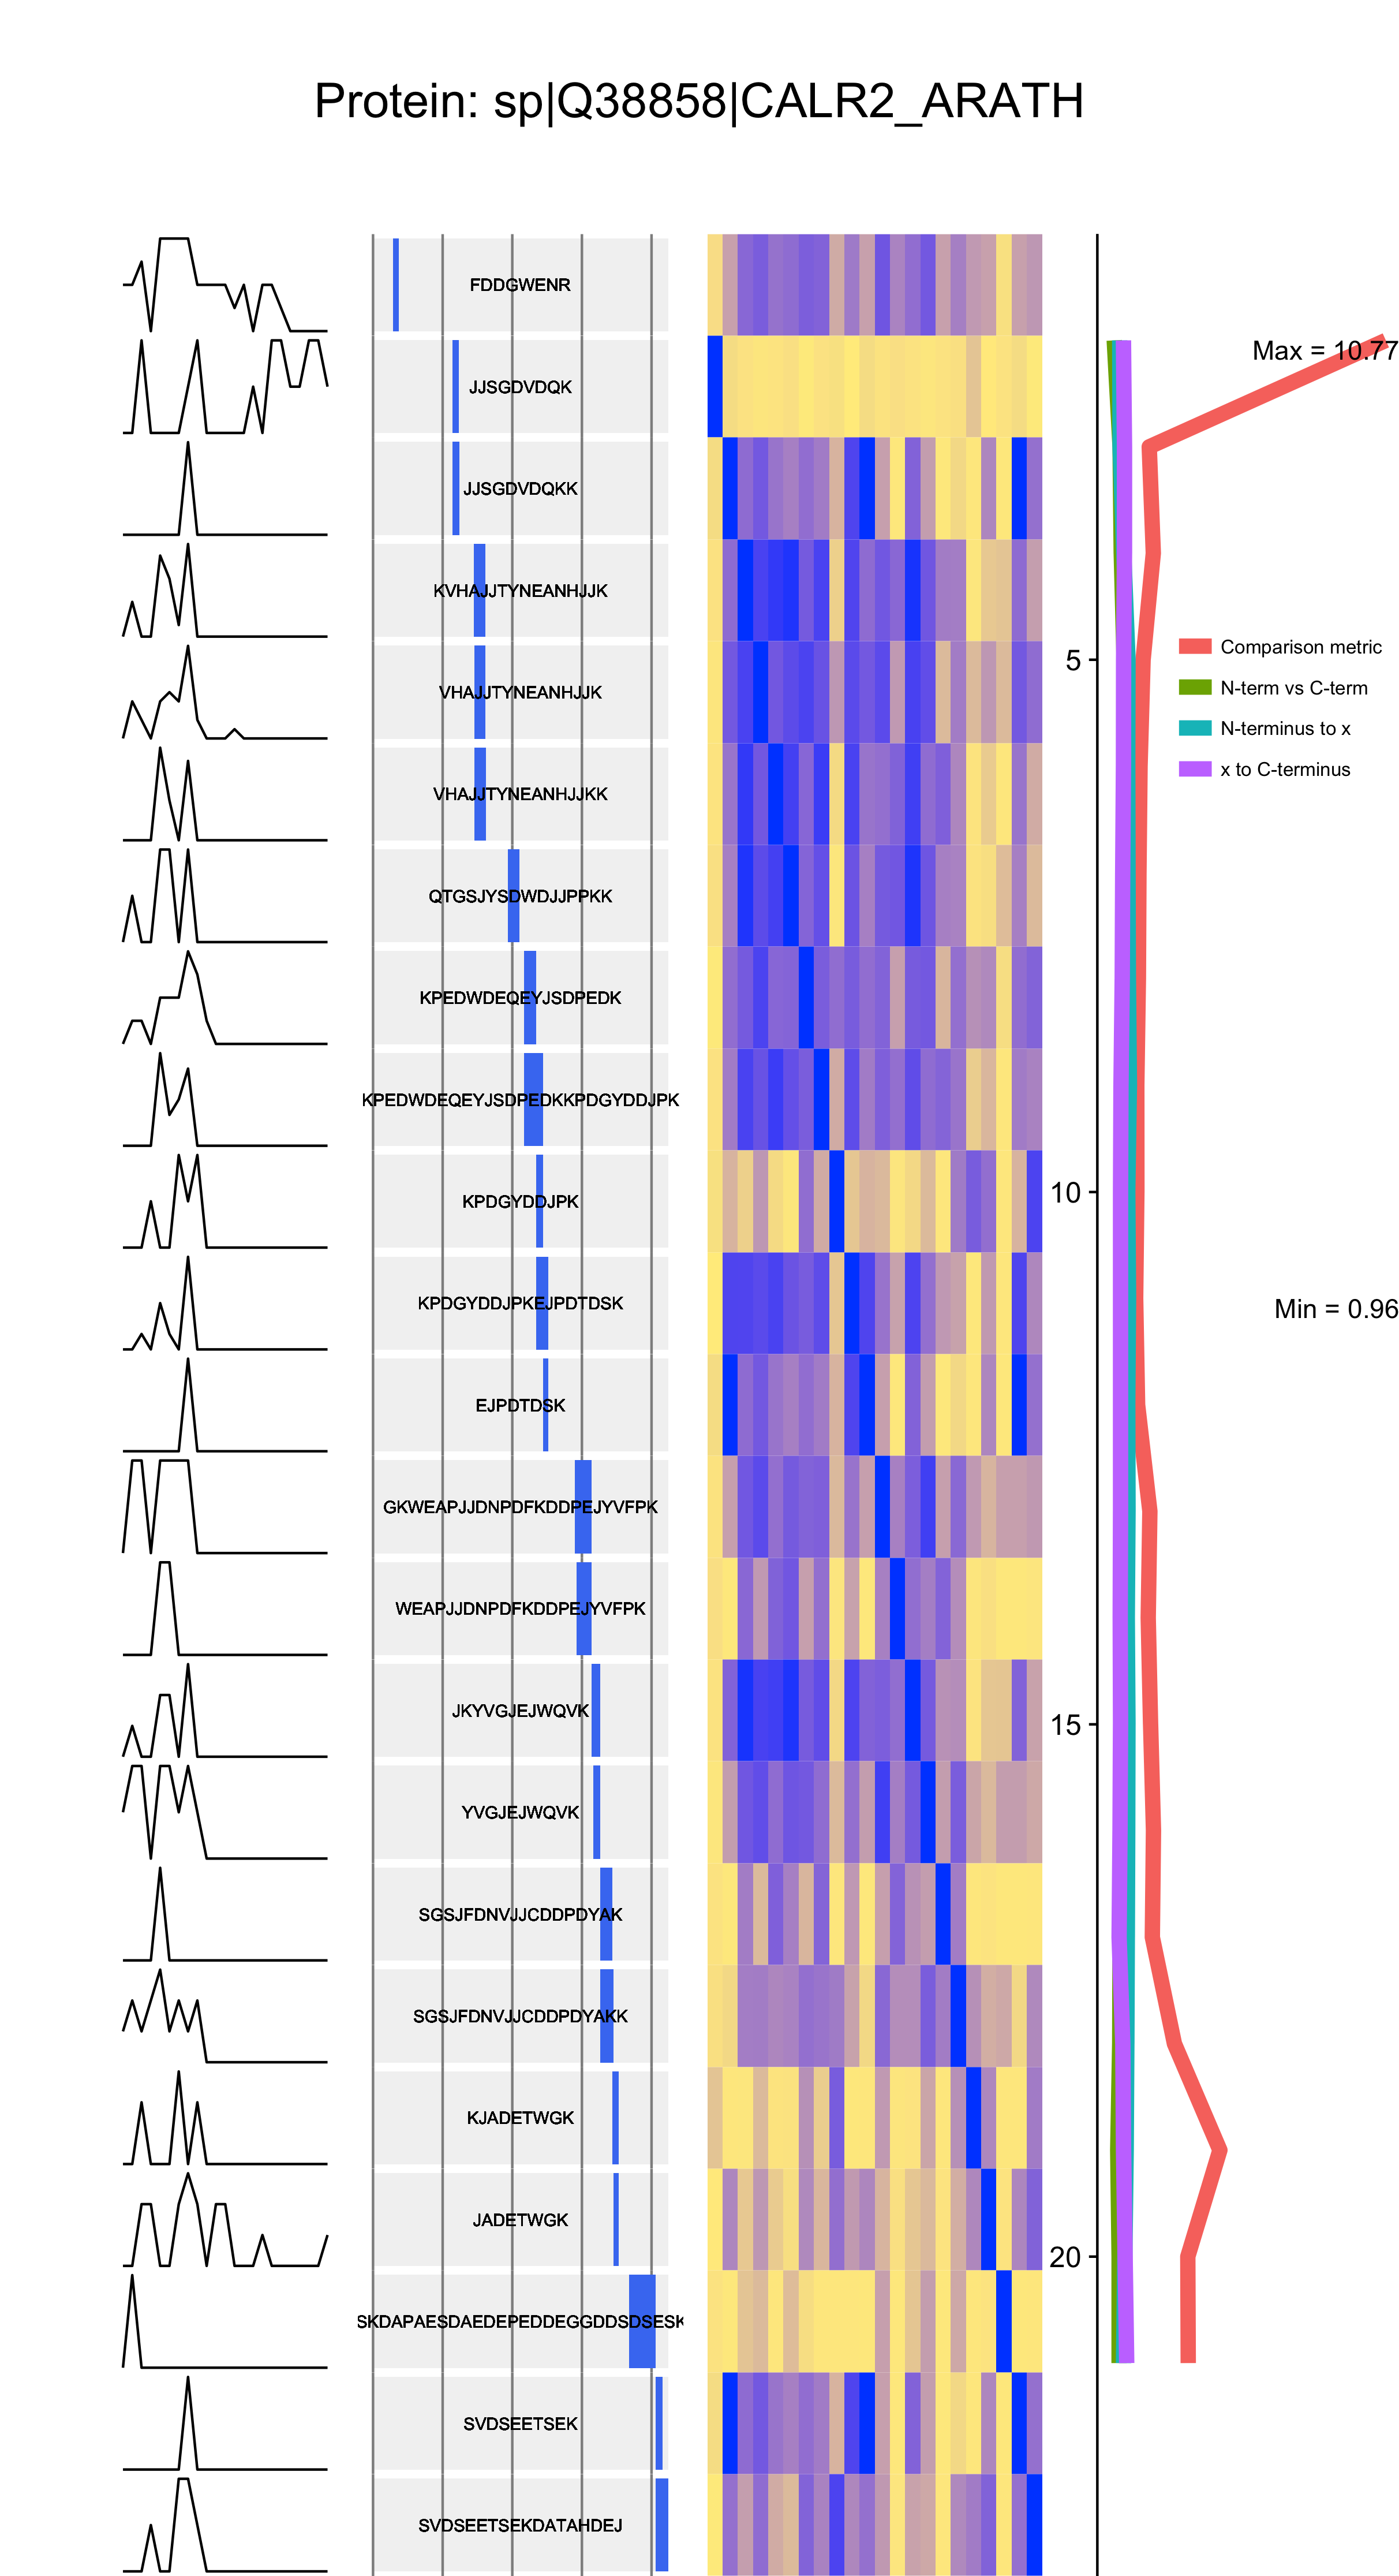 Protein: sp|Q38858|CALR2_ARATH
FDDGWENR
Max = 10.77
JJSGDVDQK
JJSGDVDQKK
KVHAJJTYNEANHJJK
Comparison metric
5
VHAJJTYNEANHJJK
N-term vs C-term
N-terminus to x
x to C-terminus
VHAJJTYNEANHJJKK
QTGSJYSDWDJJPPKK
KPEDWDEQEYJSDPEDK
KPEDWDEQEYJSDPEDKKPDGYDDJPK
10
KPDGYDDJPK
KPDGYDDJPKEJPDTDSK
Min = 0.96
EJPDTDSK
GKWEAPJJDNPDFKDDPEJYVFPK
WEAPJJDNPDFKDDPEJYVFPK
JKYVGJEJWQVK
15
YVGJEJWQVK
SGSJFDNVJJCDDPDYAK
SGSJFDNVJJCDDPDYAKK
KJADETWGK
JADETWGK
20
SKDAPAESDAEDEPEDDEGGDDSDSESK
SVDSEETSEK
SVDSEETSEKDATAHDEJ